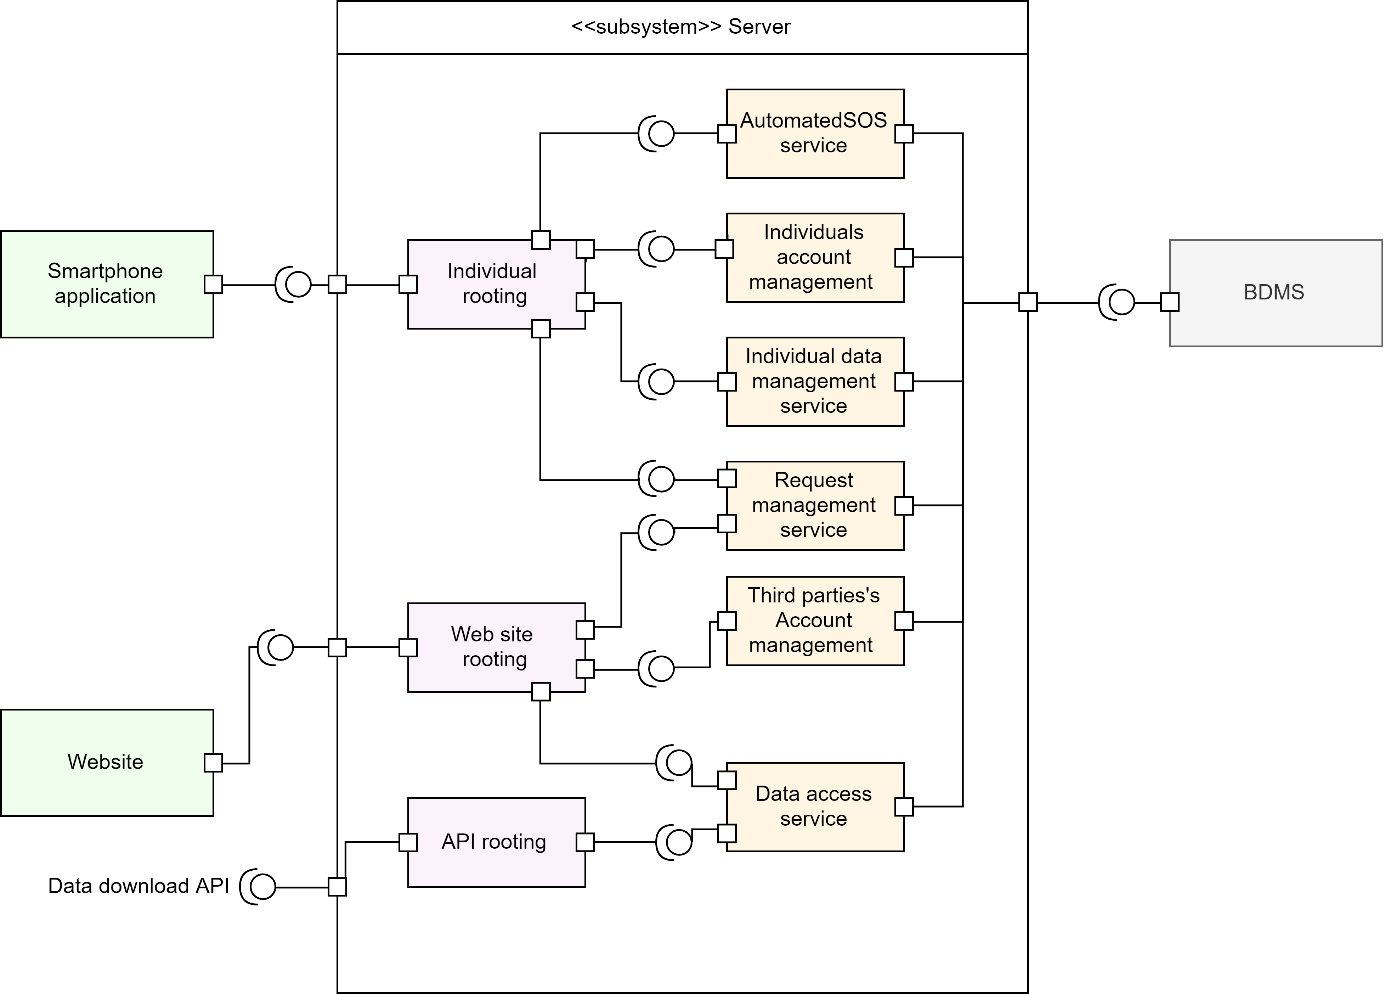 <<subsystem>> Server
AutomatedSOS
service
Individuals
account
management
Smartphone
application
Individual
rooting
BDMS
Individual data
management
service
Request
management
service
Third parties's
Account
management
Web site
rooting
Website
Data access
service
API rooting
Data download API